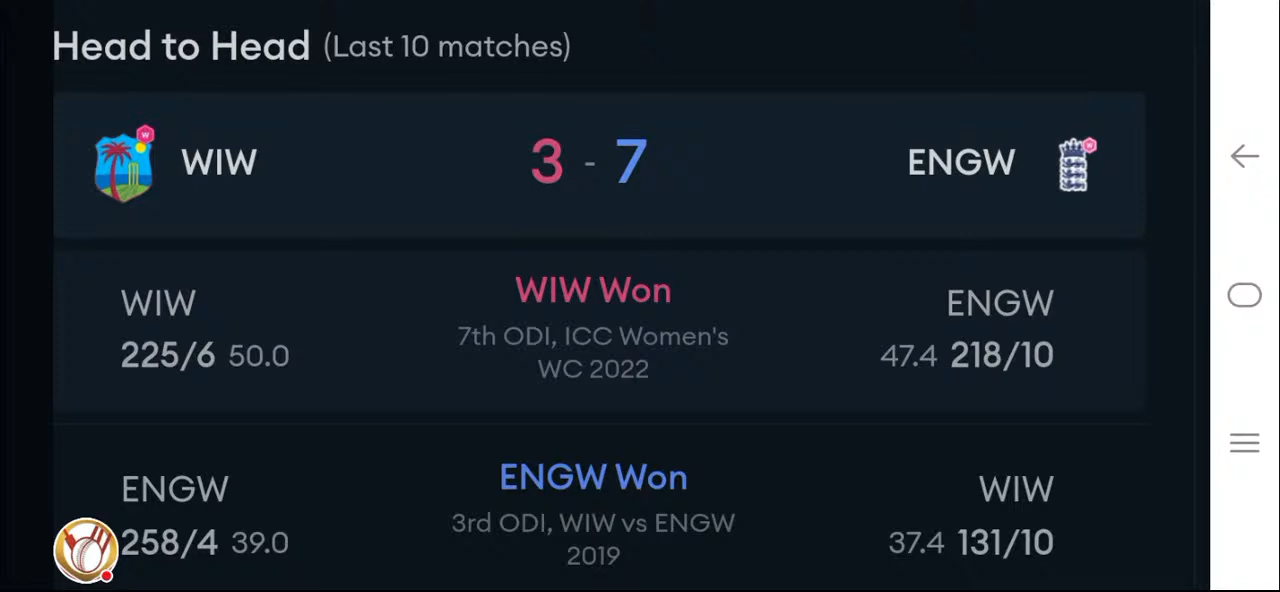 Head to Head (Last 10 matches)
W
WIW 3 - 7 ENGW
W
WIW WIW Won ENGW
225/6 50.0 7th ODI, ICC Women's 47.4 218/10
WC 2022
ENGW ENGW Won WIW
258/4 39.0 3rd ODI, WIW vs ENGW 37.4 131/10
2019